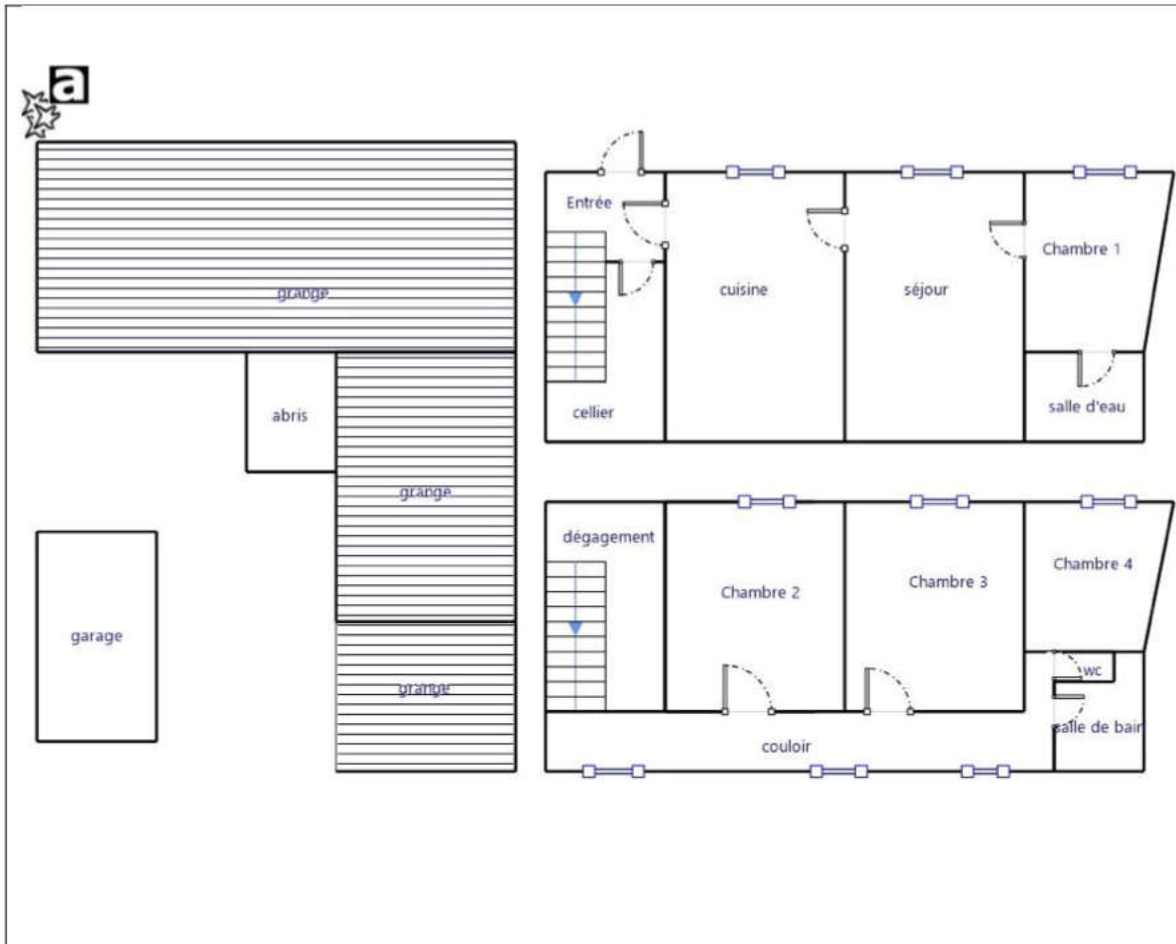 a
grange
abris
grange
garage
grange
Entrée
cuisine
séjour
Chambre 1
cellier
salle d'eau
dégagement
Chambre 2
Chambre 3
Chambre 4
wc
salle de bain
couloir